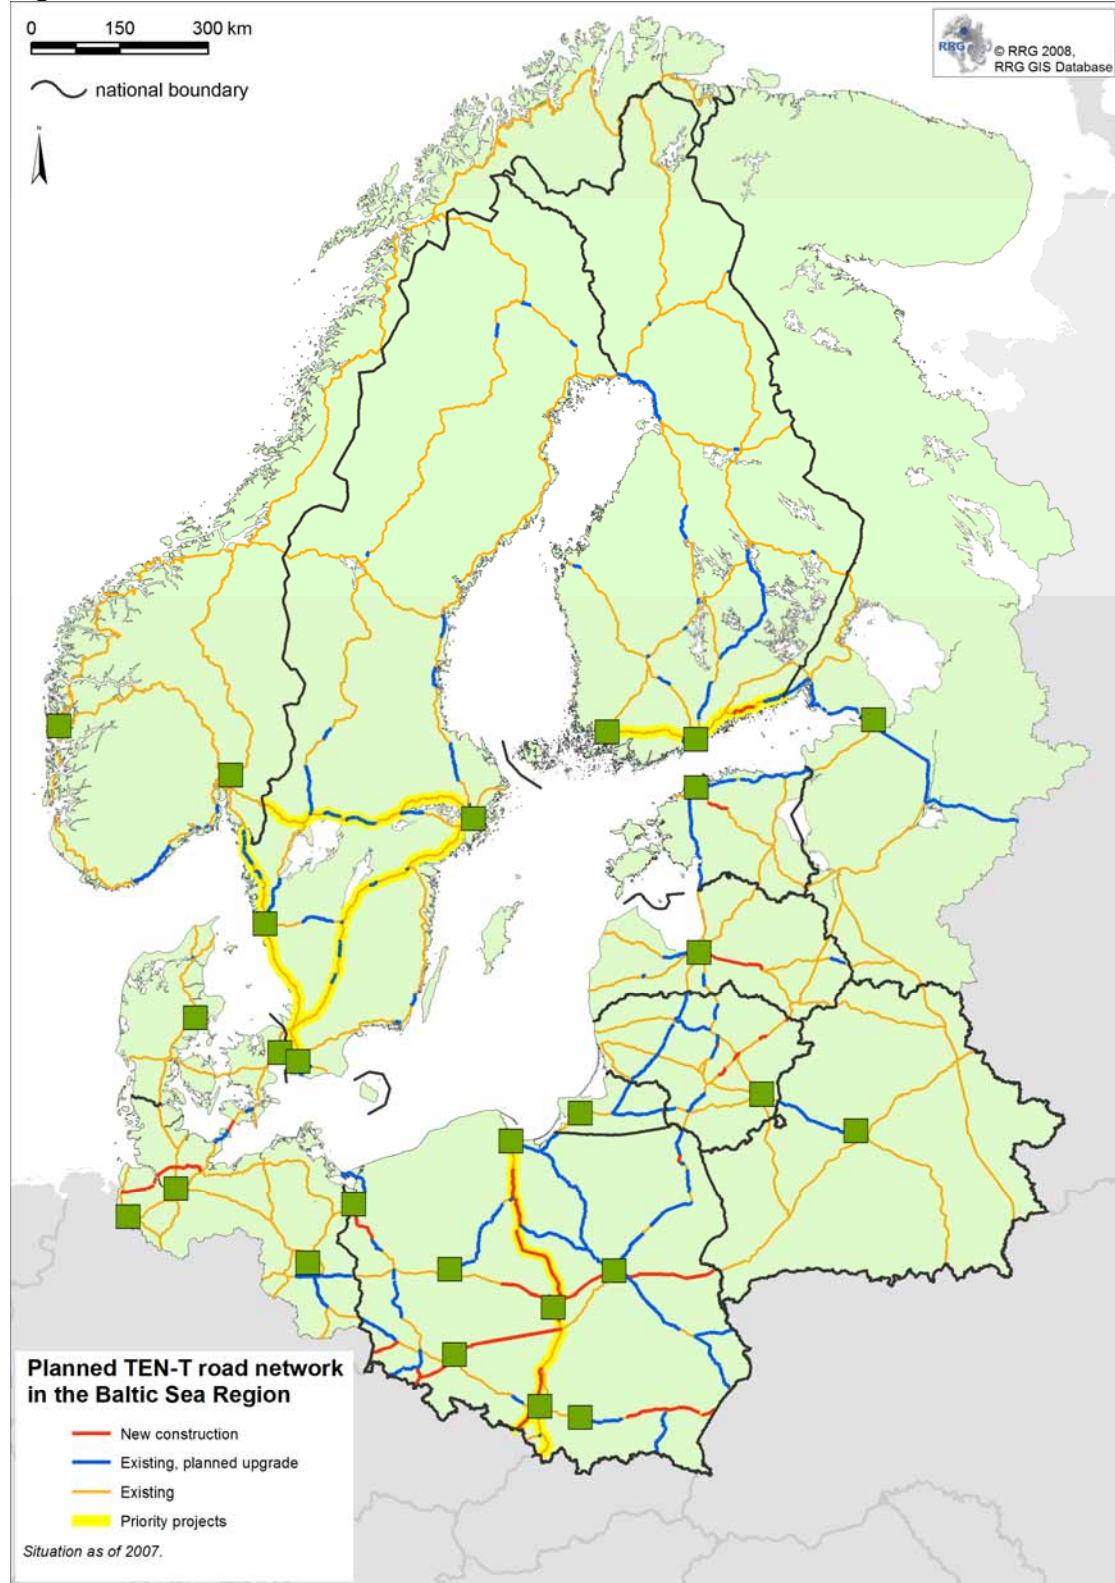 0 150 300 km
national boundary
N
RRG
© RRG 2008,
RRG GIS Database
Planned TEN-T road network
in the Baltic Sea Region
New construction
Existing, planned upgrade
Existing
Priority projects
Situation as of 2007.